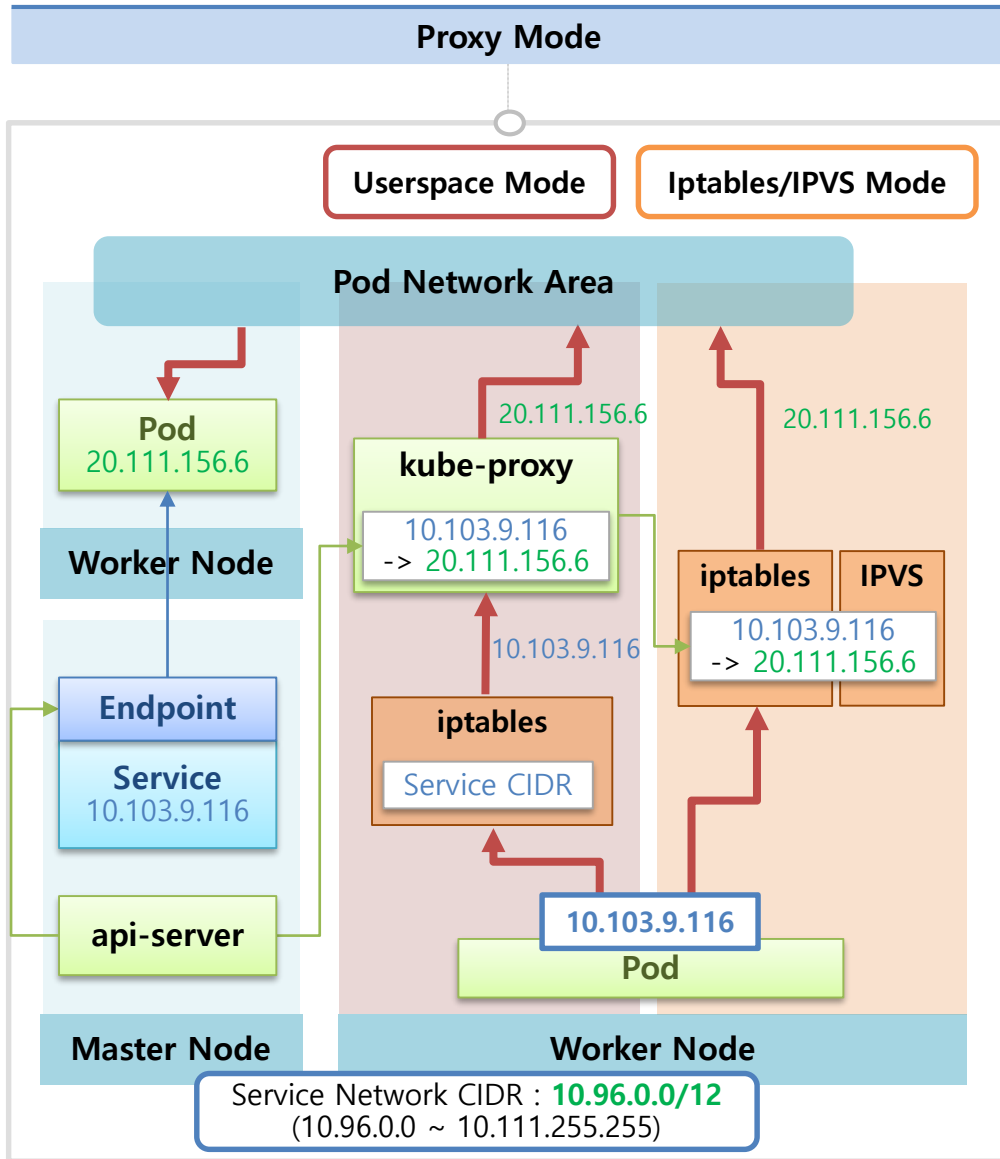 Proxy Mode
Userspace Mode
Iptables/IPVS Mode
Pod Network Area
Pod
20.111.156.6
Worker Node
Endpoint
Service
10.103.9.116
api-server
Master Node
20.111.156.6
kube-proxy
10.103.9.116
-> 20.111.156.6
10.103.9.116
iptables
Service CIDR
20.111.156.6
iptables
IPVS
10.103.9.116
-> 20.111.156.6
10.103.9.116
Pod
Worker Node
Service Network CIDR : 10.96.0.0/12
(10.96.0.0 ~ 10.111.255.255)